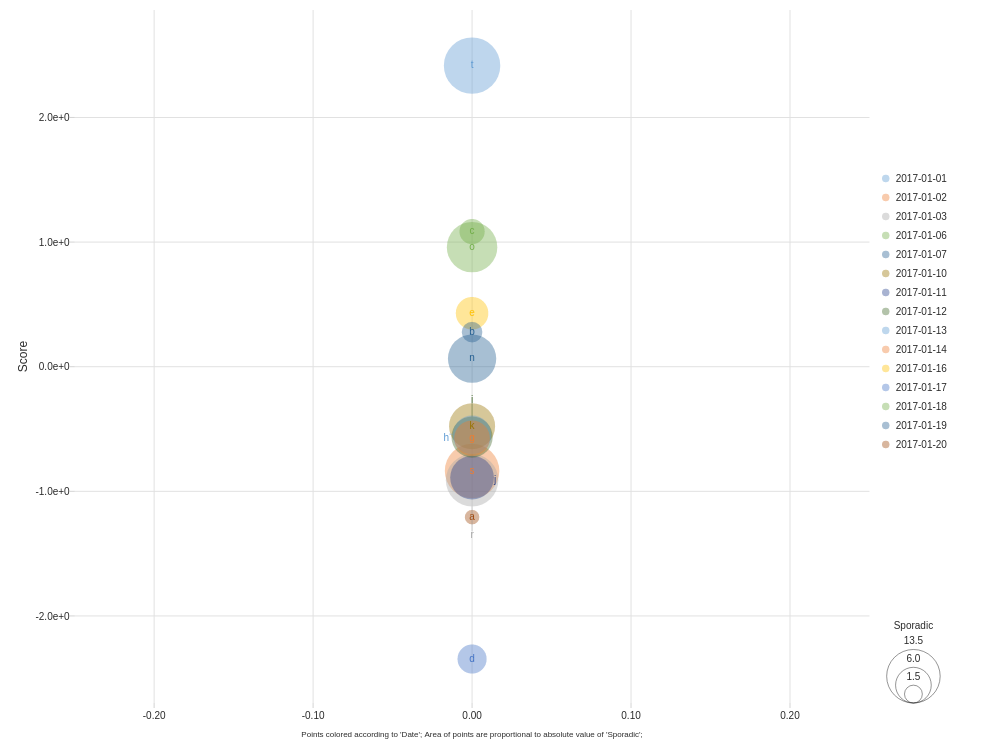 t
2.0e+0
c
o
1.0e+0
e
b
n
0.0e+0
i
k
h
j
-1.0e+0
a
r
-2.0e+0
d
Score
-0.20
-0.10
0.00
0.10
0.20
2017-01-01
2017-01-02
2017-01-03
2017-01-06
2017-01-07
2017-01-10
2017-01-11
2017-01-12
2017-01-13
2017-01-14
2017-01-16
2017-01-17
2017-01-18
2017-01-19
2017-01-20
Sporadic
13.5
6.0
1.5
Points colored according to 'Date'; Area of points are proportional to absolute value of 'Sporadic';